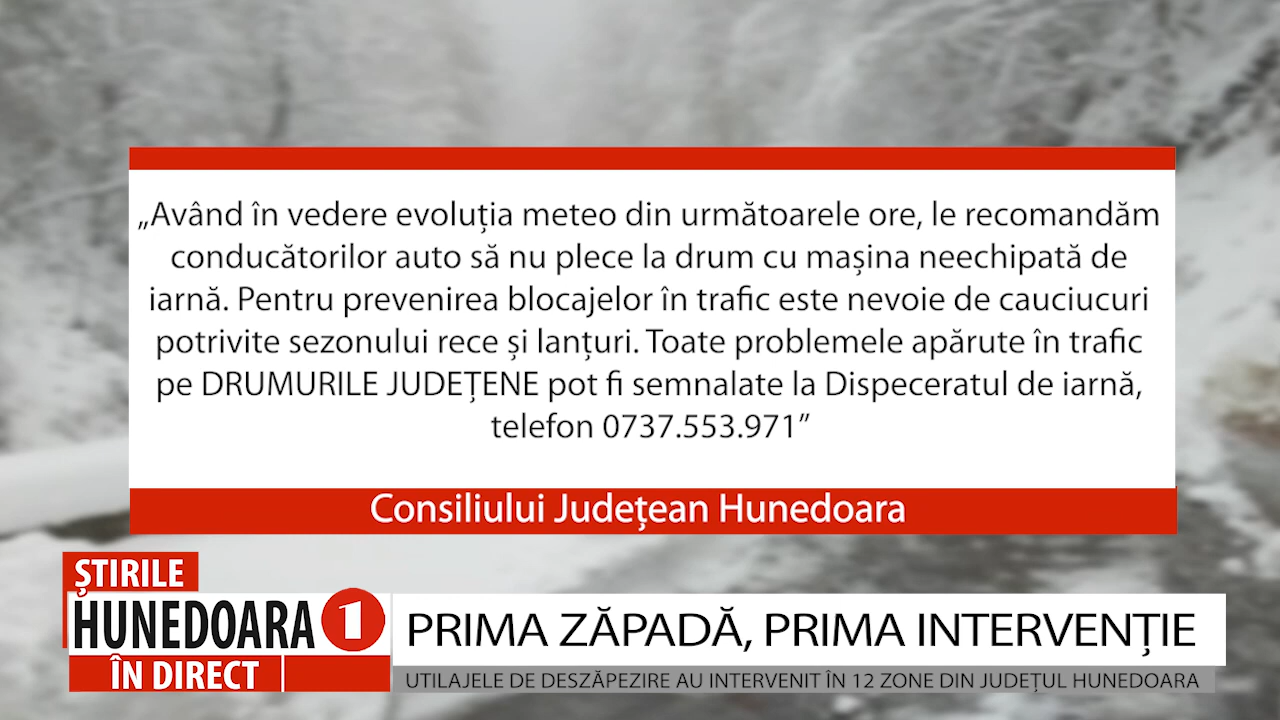 „Având în vedere evoluția meteo din următoarele ore, le recomandăm
conducătorilor auto să nu plece la drum cu mașina neechipată de
iarnă. Pentru prevenirea blocajelor în trafic este nevoie de cauciucuri
potrivite sezonului rece și lanțuri. Toate problemele apărute în trafic
pe DRUMURILE JUDEȚENE pot fi semnalate la Dispeceratul de iarnă,
telefon 0737.553.971”
Consiliului Județean Hunedoara
ȘTIRILE
HUNEDOARA 1
ÎN DIRECT
PRIMA ZĂPADĂ, PRIMA INTERVENȚIE
UTILAJELE DE DESZĂPEZIRE AU INTERVENIT ÎN 12 ZONE DIN JUDEȚUL HUNEDOARA